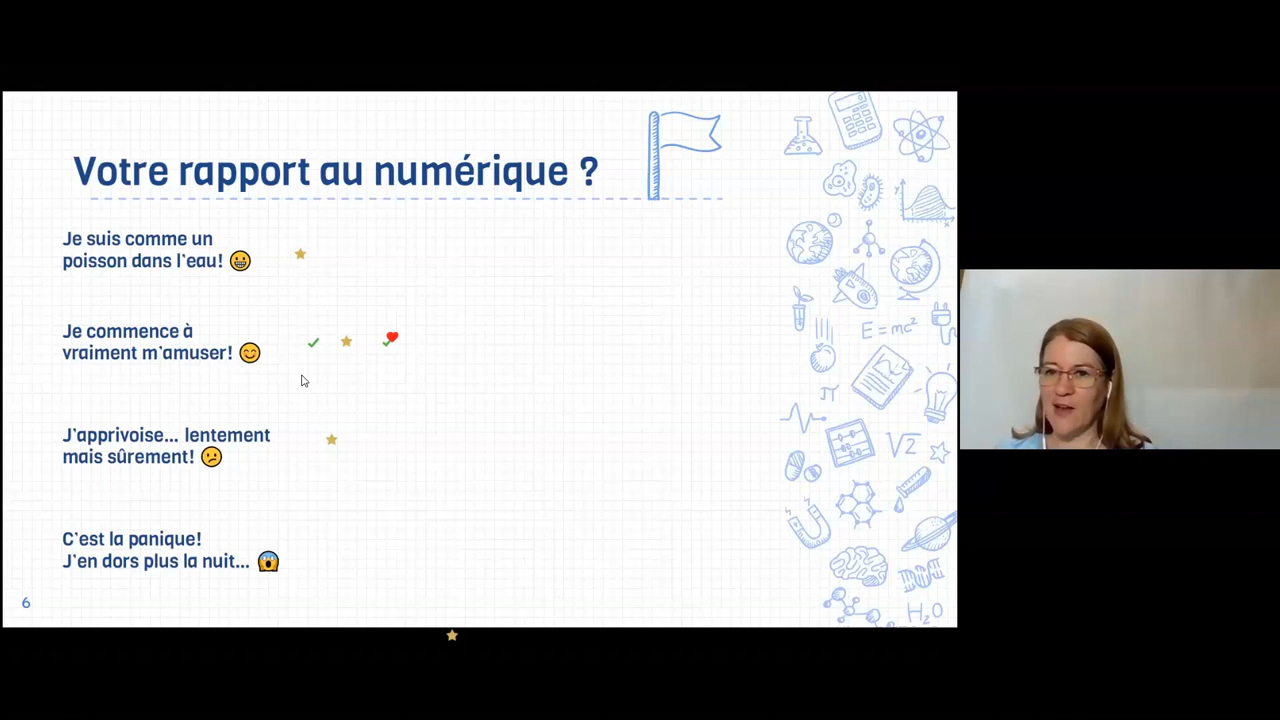 Votre rapport au numérique ?
Je suis comme un
poisson dans l'eau! 😀
Je commence à
vraiment m'amuser! 😊
J'apprivoise... lentement
mais sûrement! 😕
C'est la panique!
J'en dors plus la nuit... 😱
6
y
x
E=mc²
π
√2
H₂O